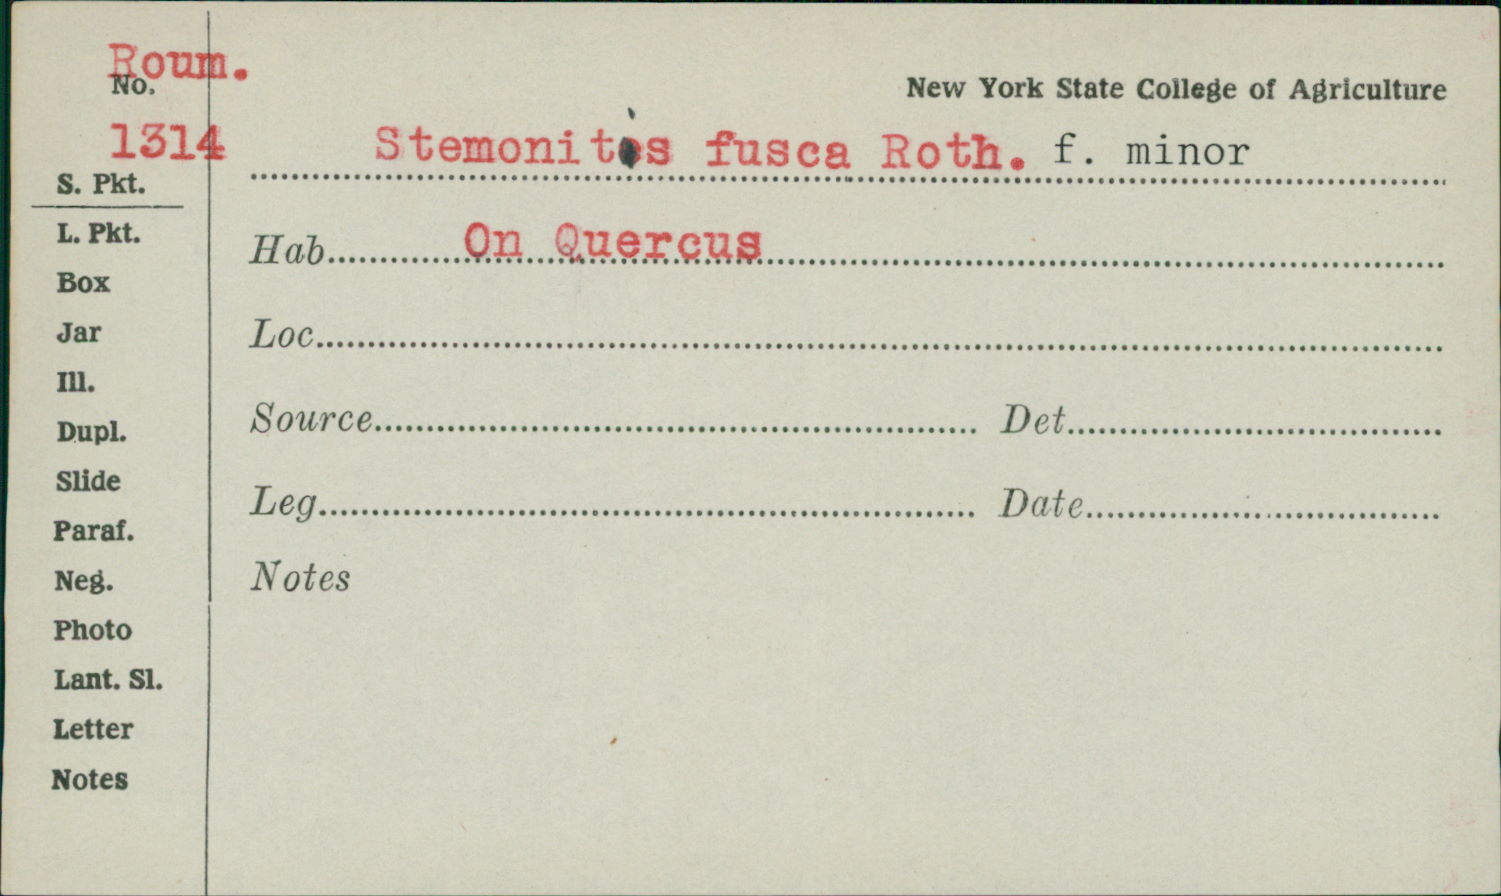 Roum.
No.
New York State College of Agriculture
1314
Stemonitis fusca Roth. f. minor
S. Pkt.
L. Pkt.
Hab. On Quercus
Box
Jar
Loc.
Ill.
Dupl.
Source Det.
Slide
Leg. Date
Paraf.
Neg.
Notes
Photo
Lant. Sl.
Letter
Notes